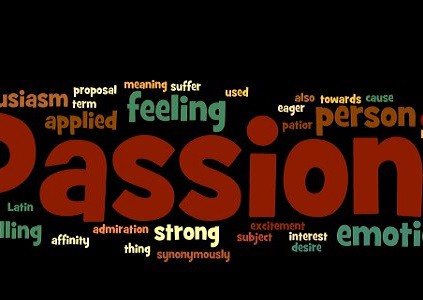 proposal meaning suffer used also towards cause
usiasm term feeling eager
applied patior person
Passion
Latin
lling affinity admiration strong excitement subject interest emoti
thing synonymously desire